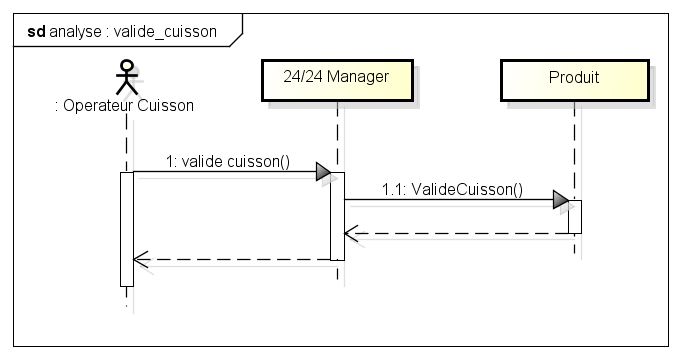 sd analyse : valide_cuisson
: Operateur Cuisson
24/24 Manager
Produit
1: valide cuisson()
1.1: ValideCuisson()